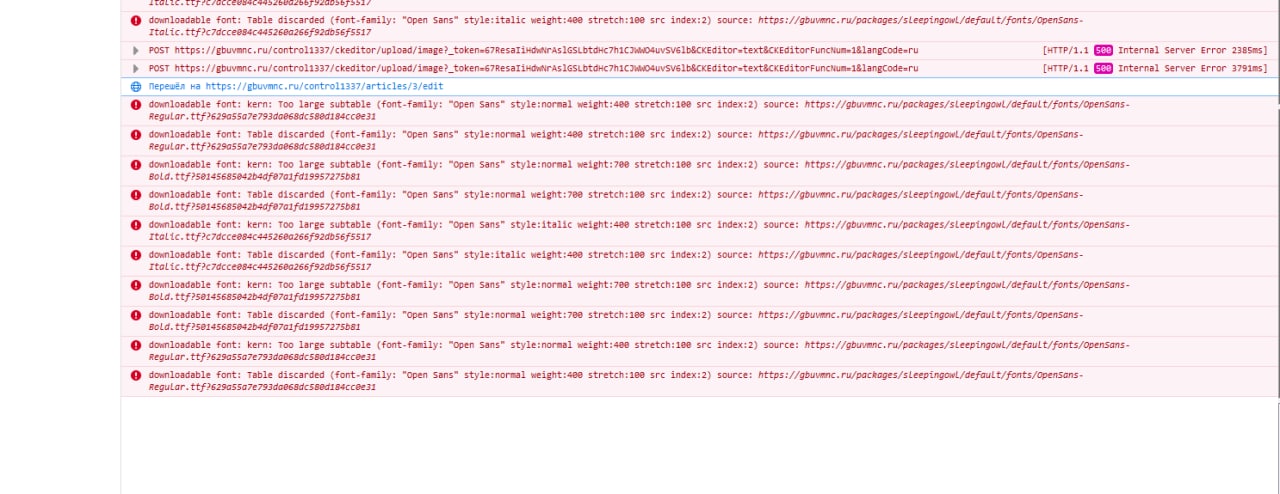 Italic.ttf?c7dcce084c445260a266f92db56f5517
downloadable font: Table discarded (font-family: "Open Sans" style:italic weight:400 stretch:100 src index:2) source: https://gbuvmnc.ru/packages/sleepingowl/default/fonts/OpenSans-
Italic.ttf?c7dcce084c445260a266f92db56f5517
POST https://gbuvmnc.ru/control1337/ckeditor/upload/image?_token=67ResaIiHdwNrAslGSLbtdHc7h1CJWWO4uvSV6lb&CKEditor=text&CKEditorFuncNum=1&langCode=ru [HTTP/1.1 500 Internal Server Error 2385ms]
POST https://gbuvmnc.ru/control1337/ckeditor/upload/image?_token=67ResaIiHdwNrAslGSLbtdHc7h1CJWWO4uvSV6lb&CKEditor=text&CKEditorFuncNum=1&langCode=ru [HTTP/1.1 500 Internal Server Error 3791ms]
Перешёл на https://gbuvmnc.ru/control1337/articles/3/edit
downloadable font: kern: Too large subtable (font-family: "Open Sans" style:normal weight:400 stretch:100 src index:2) source: https://gbuvmnc.ru/packages/sleepingowl/default/fonts/OpenSans-
Regular.ttf?629a55a7e793da068dc580d184cc0e31
downloadable font: Table discarded (font-family: "Open Sans" style:normal weight:400 stretch:100 src index:2) source: https://gbuvmnc.ru/packages/sleepingowl/default/fonts/OpenSans-
Regular.ttf?629a55a7e793da068dc580d184cc0e31
downloadable font: kern: Too large subtable (font-family: "Open Sans" style:normal weight:700 stretch:100 src index:2) source: https://gbuvmnc.ru/packages/sleepingowl/default/fonts/OpenSans-
Bold.ttf?50145685042b4df07a1fd19957275b81
downloadable font: Table discarded (font-family: "Open Sans" style:normal weight:700 stretch:100 src index:2) source: https://gbuvmnc.ru/packages/sleepingowl/default/fonts/OpenSans-
Bold.ttf?50145685042b4df07a1fd19957275b81
downloadable font: kern: Too large subtable (font-family: "Open Sans" style:italic weight:400 stretch:100 src index:2) source: https://gbuvmnc.ru/packages/sleepingowl/default/fonts/OpenSans-
Italic.ttf?c7dcce084c445260a266f92db56f5517
downloadable font: Table discarded (font-family: "Open Sans" style:italic weight:400 stretch:100 src index:2) source: https://gbuvmnc.ru/packages/sleepingowl/default/fonts/OpenSans-
Italic.ttf?c7dcce084c445260a266f92db56f5517
downloadable font: kern: Too large subtable (font-family: "Open Sans" style:normal weight:700 stretch:100 src index:2) source: https://gbuvmnc.ru/packages/sleepingowl/default/fonts/OpenSans-
Bold.ttf?50145685042b4df07a1fd19957275b81
downloadable font: Table discarded (font-family: "Open Sans" style:normal weight:700 stretch:100 src index:2) source: https://gbuvmnc.ru/packages/sleepingowl/default/fonts/OpenSans-
Bold.ttf?50145685042b4df07a1fd19957275b81
downloadable font: kern: Too large subtable (font-family: "Open Sans" style:normal weight:400 stretch:100 src index:2) source: https://gbuvmnc.ru/packages/sleepingowl/default/fonts/OpenSans-
Regular.ttf?629a55a7e793da068dc580d184cc0e31
downloadable font: Table discarded (font-family: "Open Sans" style:normal weight:400 stretch:100 src index:2) source: https://gbuvmnc.ru/packages/sleepingowl/default/fonts/OpenSans-
Regular.ttf?629a55a7e793da068dc580d184cc0e31